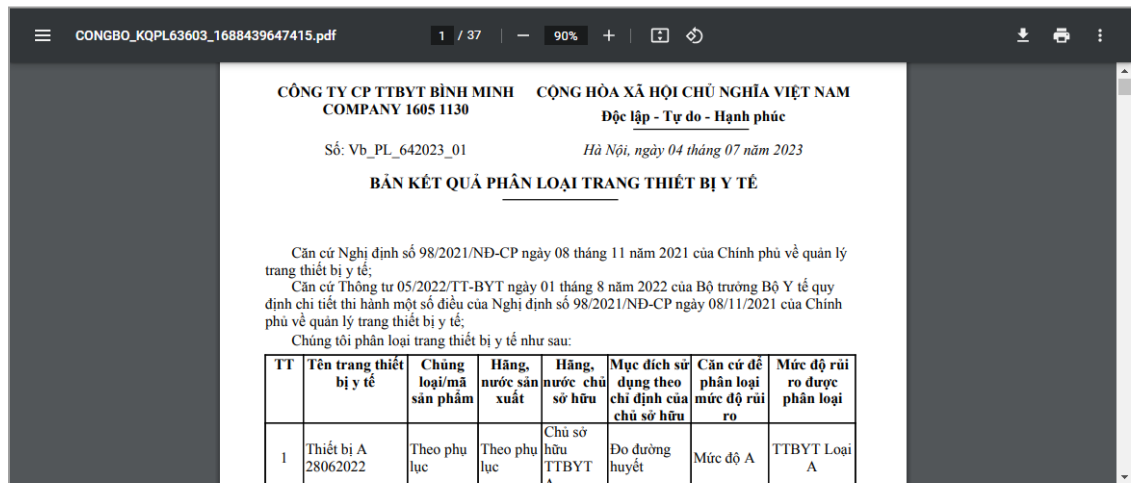 CONGBO_KQPL63603_1688439647415.pdf
1 / 37
90%
CÔNG TY CP TTBYT BÌNH MINH
COMPANY 1605 1130
CỘNG HÒA XÃ HỘI CHỦ NGHĨA VIỆT NAM
Độc lập - Tự do - Hạnh phúc
Số: Vb_PL_642023_01
Hà Nội, ngày 04 tháng 07 năm 2023
BẢN KẾT QUẢ PHÂN LOẠI TRANG THIẾT BỊ Y TẾ
Căn cứ Nghị định số 98/2021/NĐ-CP ngày 08 tháng 11 năm 2021 của Chính phủ về quản lý
trang thiết bị y tế;
Căn cứ Thông tư 05/2022/TT-BYT ngày 01 tháng 8 năm 2022 của Bộ trưởng Bộ Y tế quy
định chi tiết thi hành một số điều của Nghị định số 98/2021/NĐ-CP ngày 08/11/2021 của Chính
phủ về quản lý trang thiết bị y tế;
Chúng tôi phân loại trang thiết bị y tế như sau:
TT
Tên trang thiết
bị y tế
Chủng
loại/mã
sản phẩm
Hãng,
nước sản
xuất
Hãng,
nước chủ
sở hữu
Mục đích sử
dụng theo
chỉ định của
chủ sở hữu
Căn cứ để
phân loại
mức độ rủi
ro
Mức độ rủi
ro được
phân loại
1
Thiết bị A
28062022
Theo phụ
lục
Theo phụ
lục
Chủ sở
hữu
TTBYT
Đo đường
huyết
Mức độ A
TTBYT Loại
A